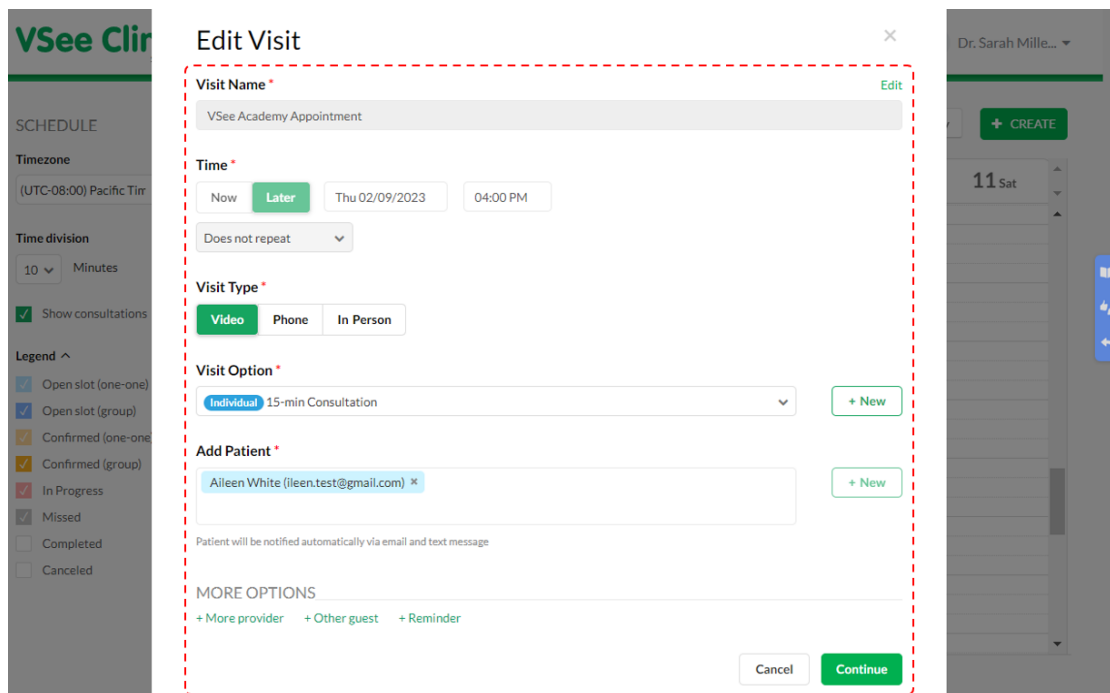 VSee Clin
Dr. Sarah Mille...
SCHEDULE
Timezone
(UTC-08:00) Pacific Tim
Time division
10
Minutes
Show consultations
Legend
Open slot (one-one)
Open slot (group)
Confirmed (one-one
Confirmed (group)
In Progress
Missed
Completed
Canceled
Edit Visit
×
Visit Name *
Edit
VSee Academy Appointment
Time *
Now
Later
Thu 02/09/2023
04:00 PM
Does not repeat
Visit Type *
Video
Phone
In Person
Visit Option *
Individual 15-min Consultation
+ New
Add Patient *
Aileen White (ileen.test@gmail.com) ×
+ New
Patient will be notified automatically via email and text message
MORE OPTIONS
+ More provider + Other guest + Reminder
Cancel
Continue
+ CREATE
11 Sat